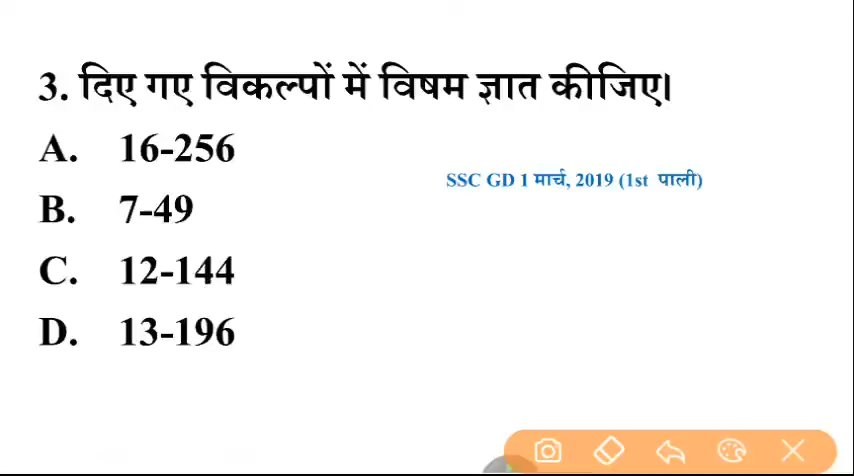 3. दिए गए विकल्पों में विषम ज्ञात कीजिए।
A. 16-256
SSC GD 1 मार्च, 2019 (1st पाली)
B. 7-49
C. 12-144
D. 13-196